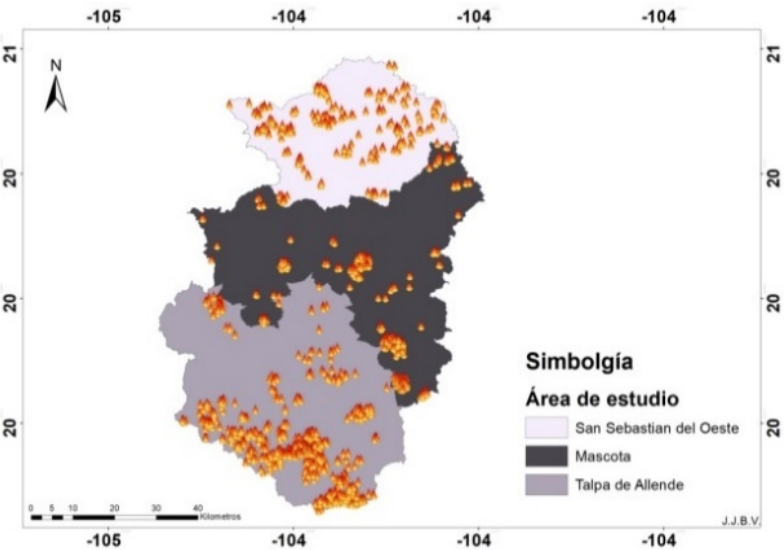 -105 -104 -104 -104
21
N
21
20
20
20
20
20
20
Simbolgía
Área de estudio
San Sebastian del Oeste
Mascota
Talpa de Allende
0 5 10 20 30 40
Kilometros
J.J.B.V.
-105 -104 -104 -104